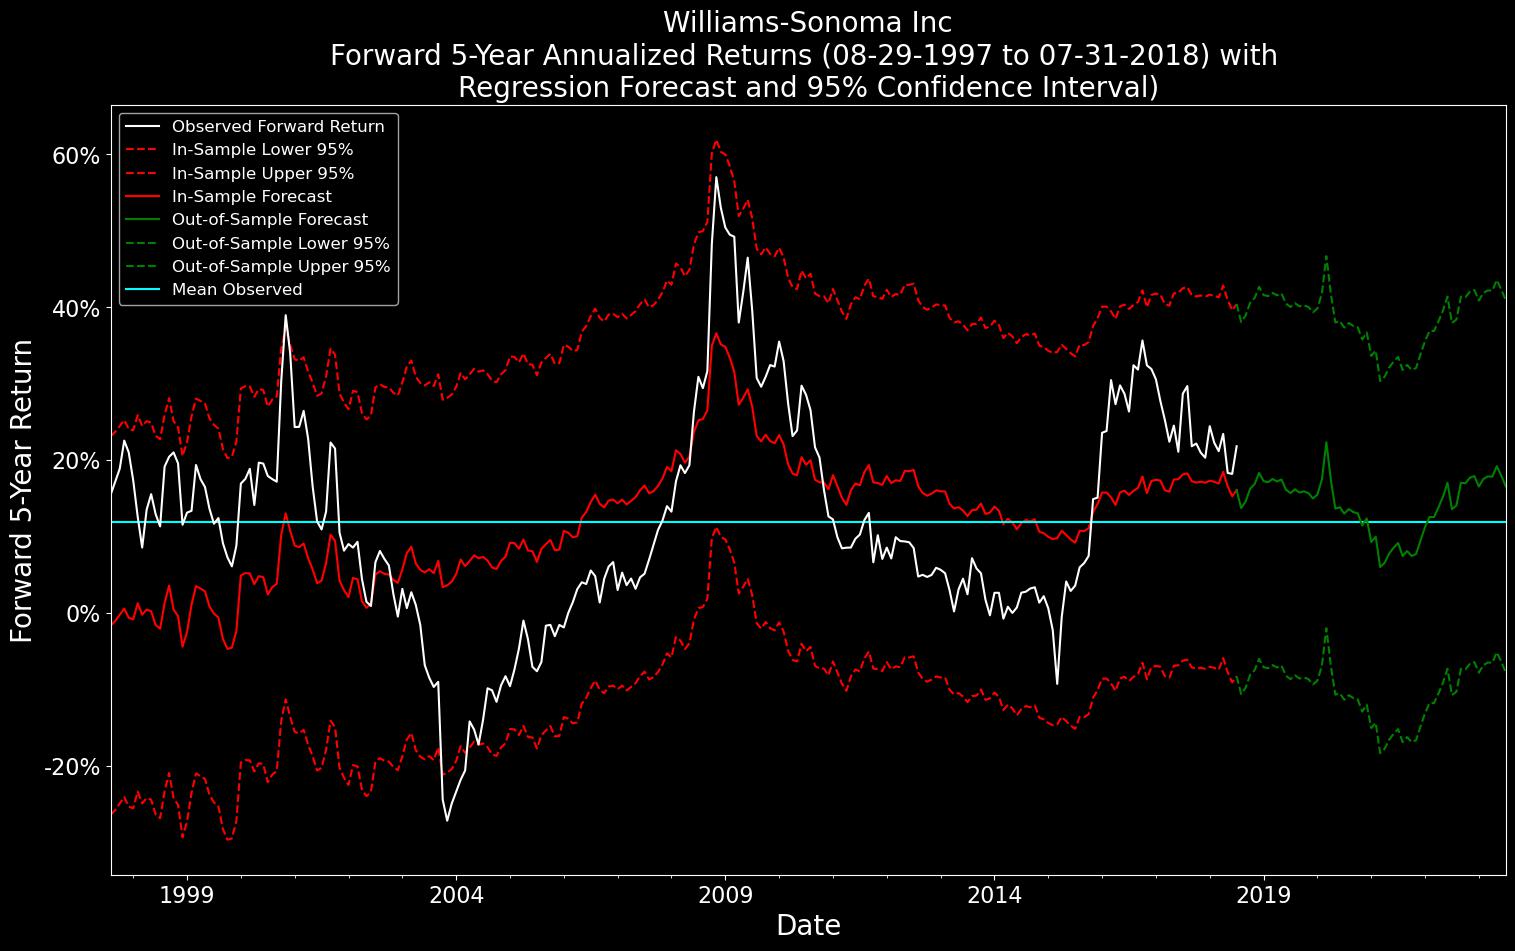 Williams-Sonoma Inc
Forward 5-Year Annualized Returns (08-29-1997 to 07-31-2018) with
Regression Forecast and 95% Confidence Interval)
Observed Forward Return
In-Sample Lower 95%
In-Sample Upper 95%
In-Sample Forecast
Out-of-Sample Forecast
Out-of-Sample Lower 95%
Out-of-Sample Upper 95%
Mean Observed
Forward 5-Year Return
60%
40%
20%
0%
-20%
1999
2004
2009
2014
2019
Date